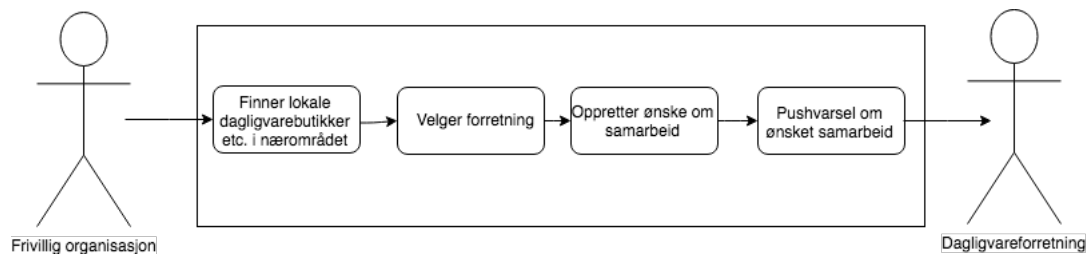 Finner lokale
dagligvarebutikker
etc. i nærområdet
Velger forretning
Oppretter ønske om
samarbeid
Pushvarsel om
ønsket samarbeid
Frivillig organisasjon
Dagligvareforretning